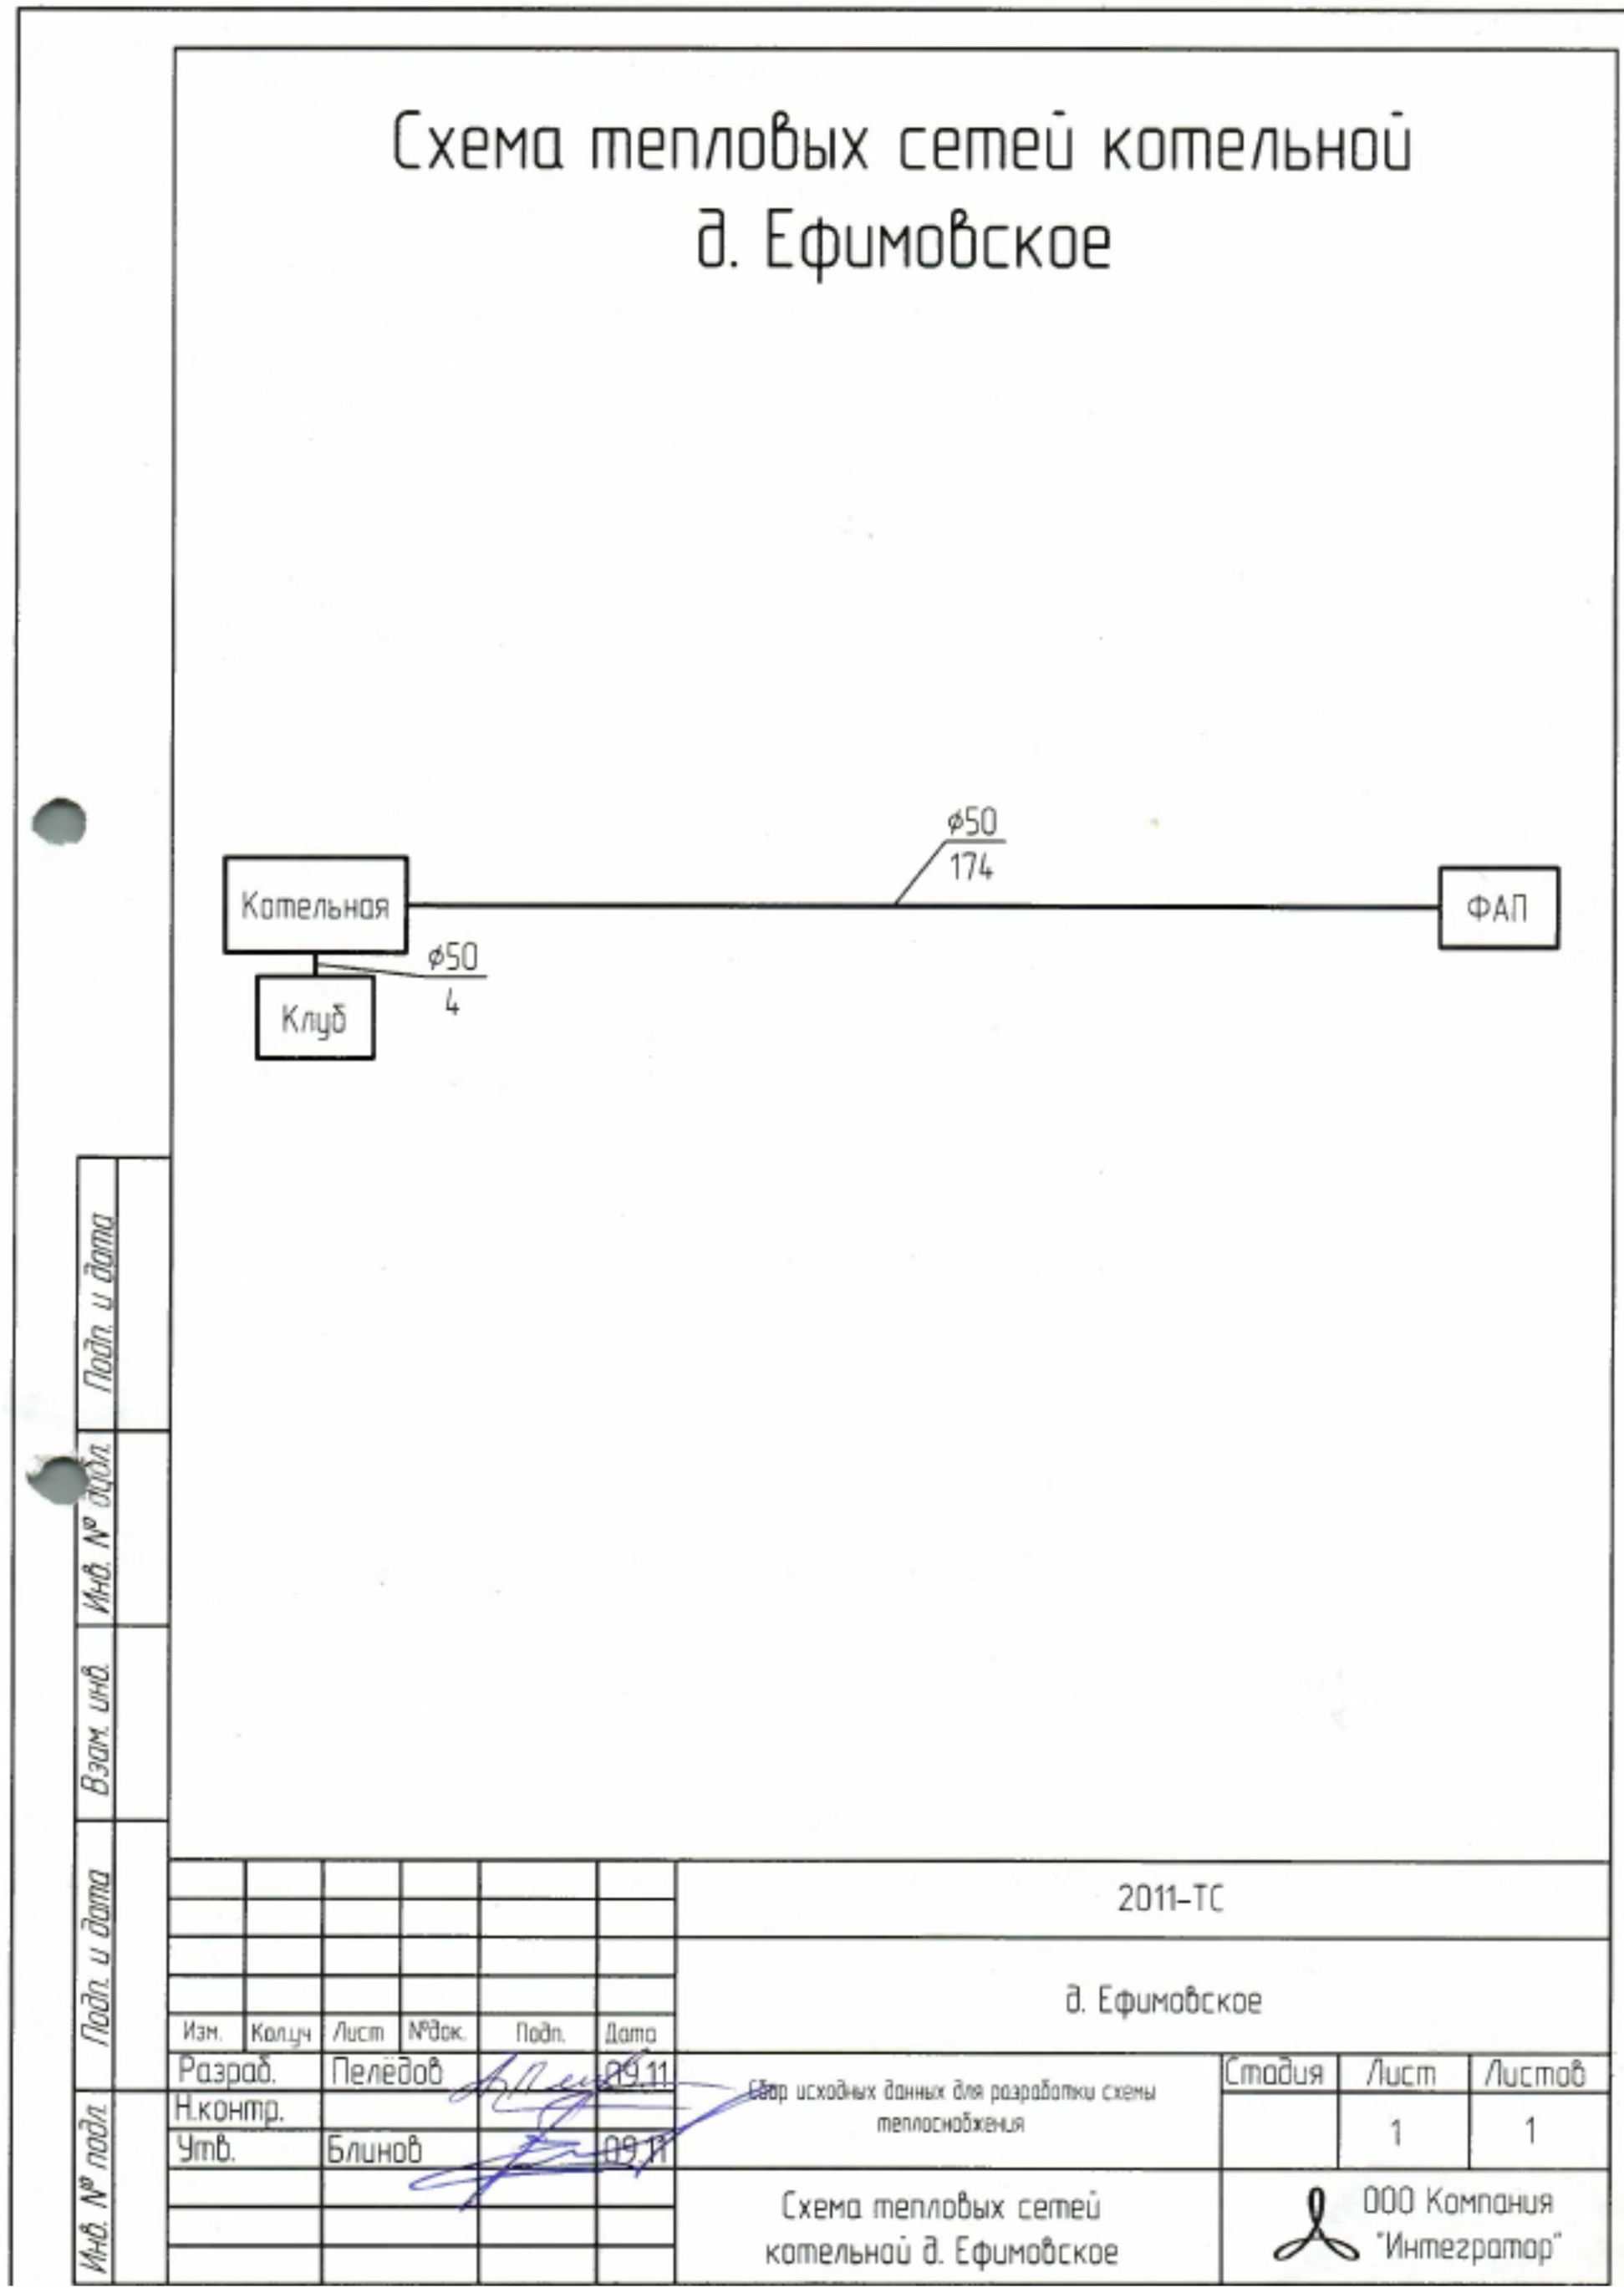 Схема тепловых сетей котельной
д. Ефимовское
ø50
174
Котельная
ФАП
ø50
4
Клуб
Подп. и дата
Инв. № дубл.
Взам. инв.
Подп. и дата
Инв. № подл.
2011-ТС
д. Ефимовское
Изм. Кол.уч Лист №док. Подп. Дата
Разраб. Пелёдов 09.11
Н.контр.
Утв. Блинов 09.11
Сбор исходных данных для разработки схемы
теплоснабжения
Стадия Лист Листов
1 1
Схема тепловых сетей
котельной д. Ефимовское
ООО Компания
"Интегратор"